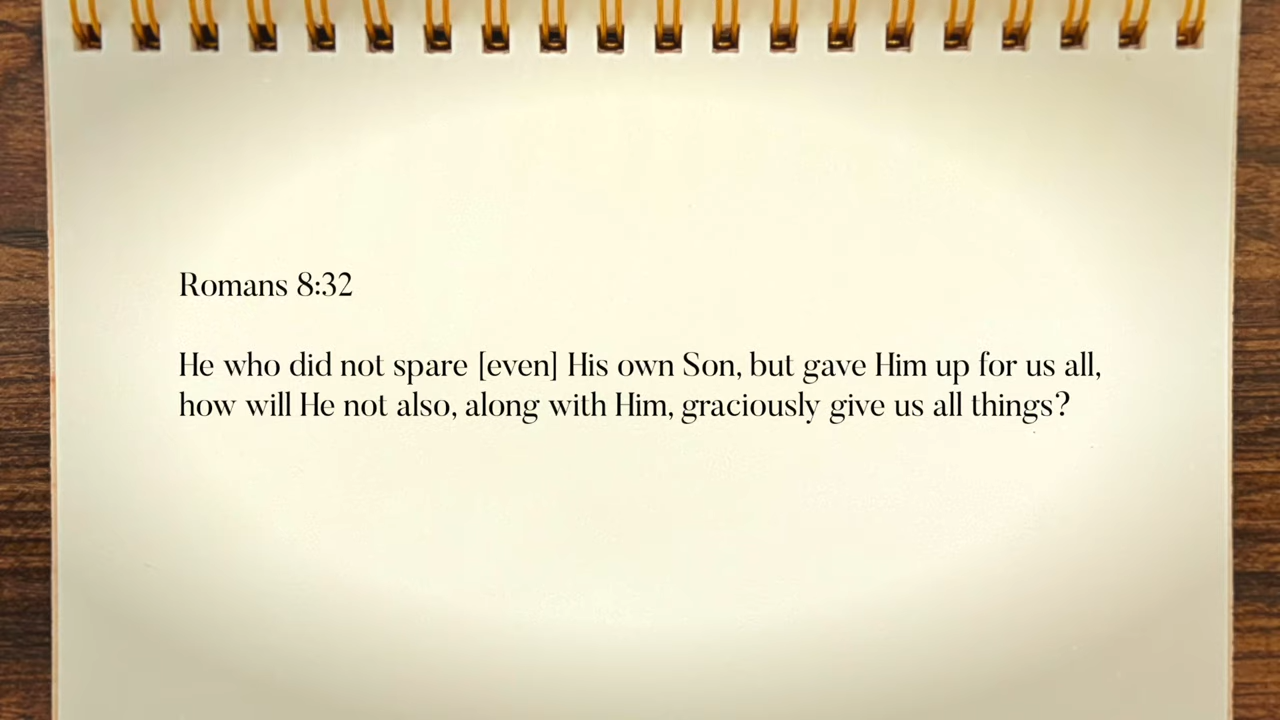 Romans 8:32
He who did not spare [even] His own Son, but gave Him up for us all,
how will He not also, along with Him, graciously give us all things?